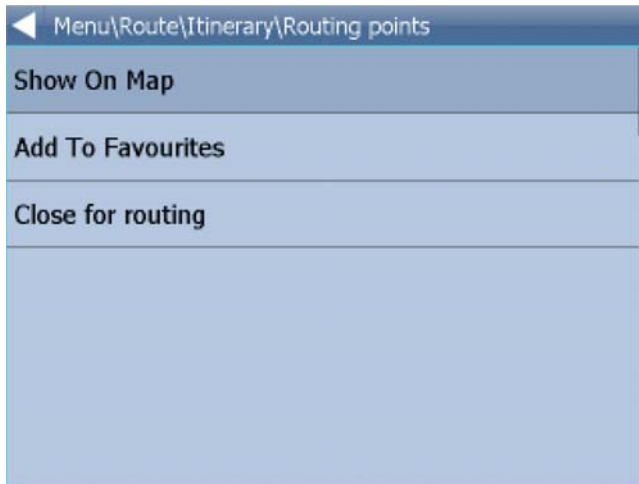 Menu\Route\Itinerary\Routing points
Show On Map
Add To Favourites
Close for routing